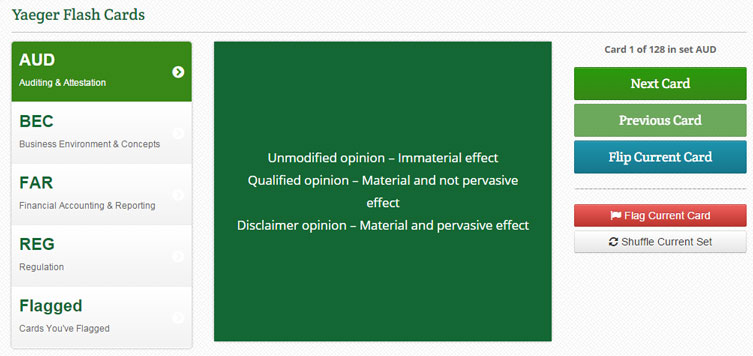 Yaeger Flash Cards
AUD
Auditing & Attestation
BEC
Business Environment & Concepts
FAR
Financial Accounting & Reporting
REG
Regulation
Flagged
Cards You've Flagged
Unmodified opinion – Immaterial effect
Qualified opinion – Material and not pervasive
effect
Disclaimer opinion – Material and pervasive effect
Card 1 of 128 in set AUD
Next Card
Previous Card
Flip Current Card
Flag Current Card
Shuffle Current Set